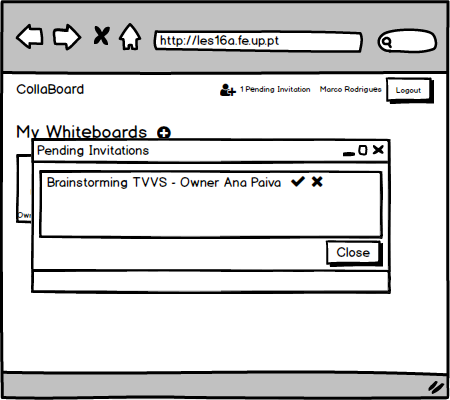 http://les16a.fe.up.pt
CollaBoard
1 Pending Invitation
Marco Rodrigues
Logout
My Whiteboards
Pending Invitations
Brainstorming TVVS - Owner Ana Paiva
Close